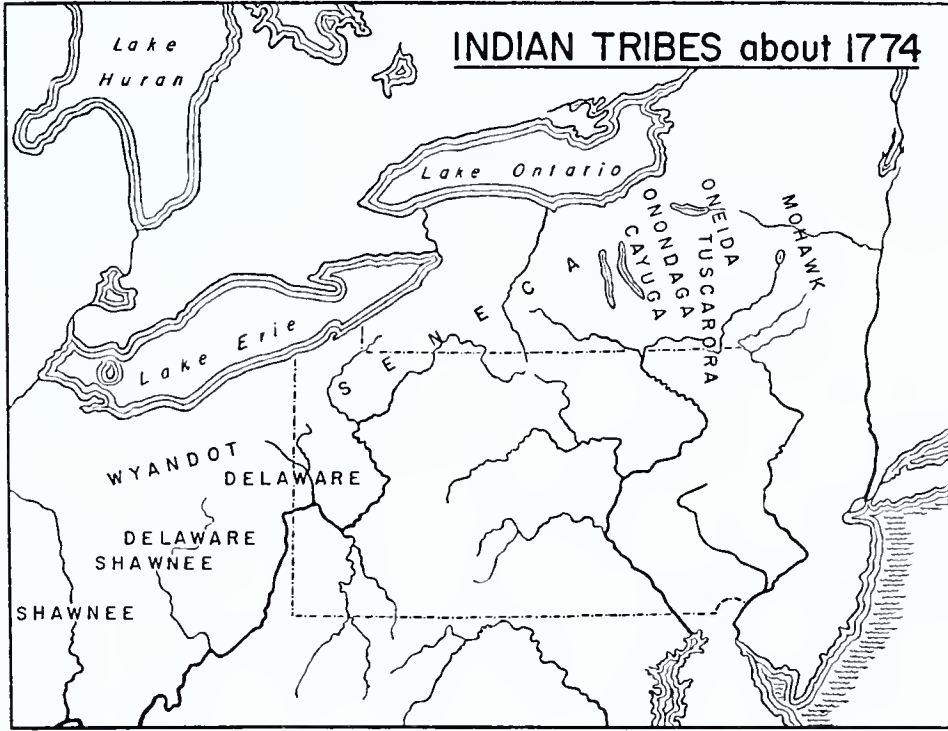 INDIAN TRIBES about 1774
Lake
Huran
Lake Ontario
Lake Erie
ONEIDA
TUSCARORA
ONONDAGA
CAYUGA
MOHAWK
SENECA
WYANDOT
DELAWARE
DELAWARE
SHAWNEE
SHAWNEE